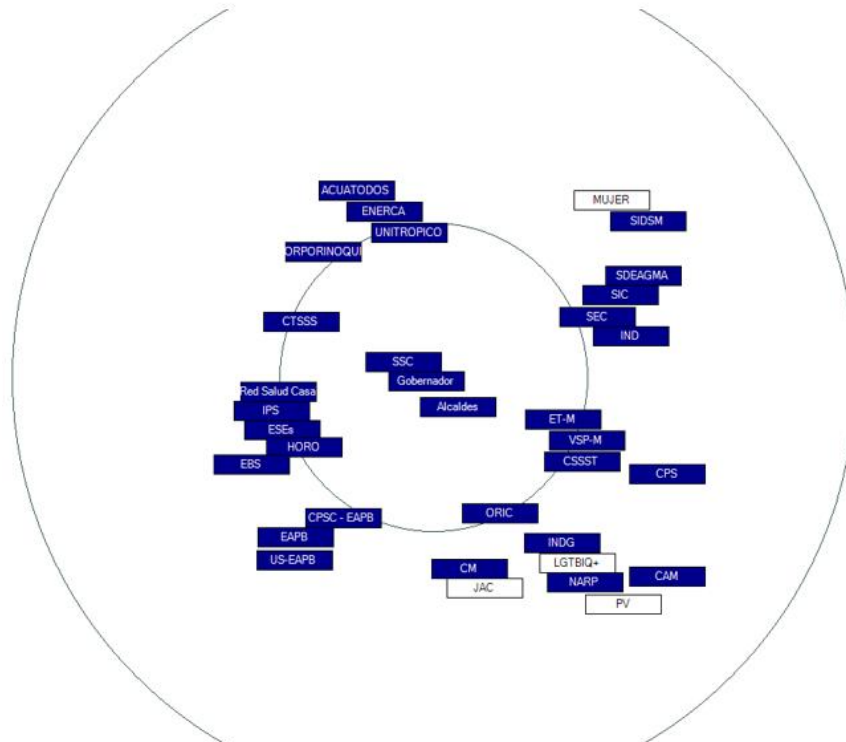 ACUATODOS
MUJER
ENERCA
SIDSM
UNITROPICO
ORPORINOQUI
SDEAGMA
SIC
SEC
CTSSS
IND
SSC
Gobernador
Red Salud Casa
Alcaldes
IPS
ET-M
ESEs
VSP-M
HORO
CSSST
EBS
CPS
ORIC
CPSC - EAPB
EAPB
INDG
US-EAPB
LGTBIQ+
CM
CAM
NARP
JAC
PV